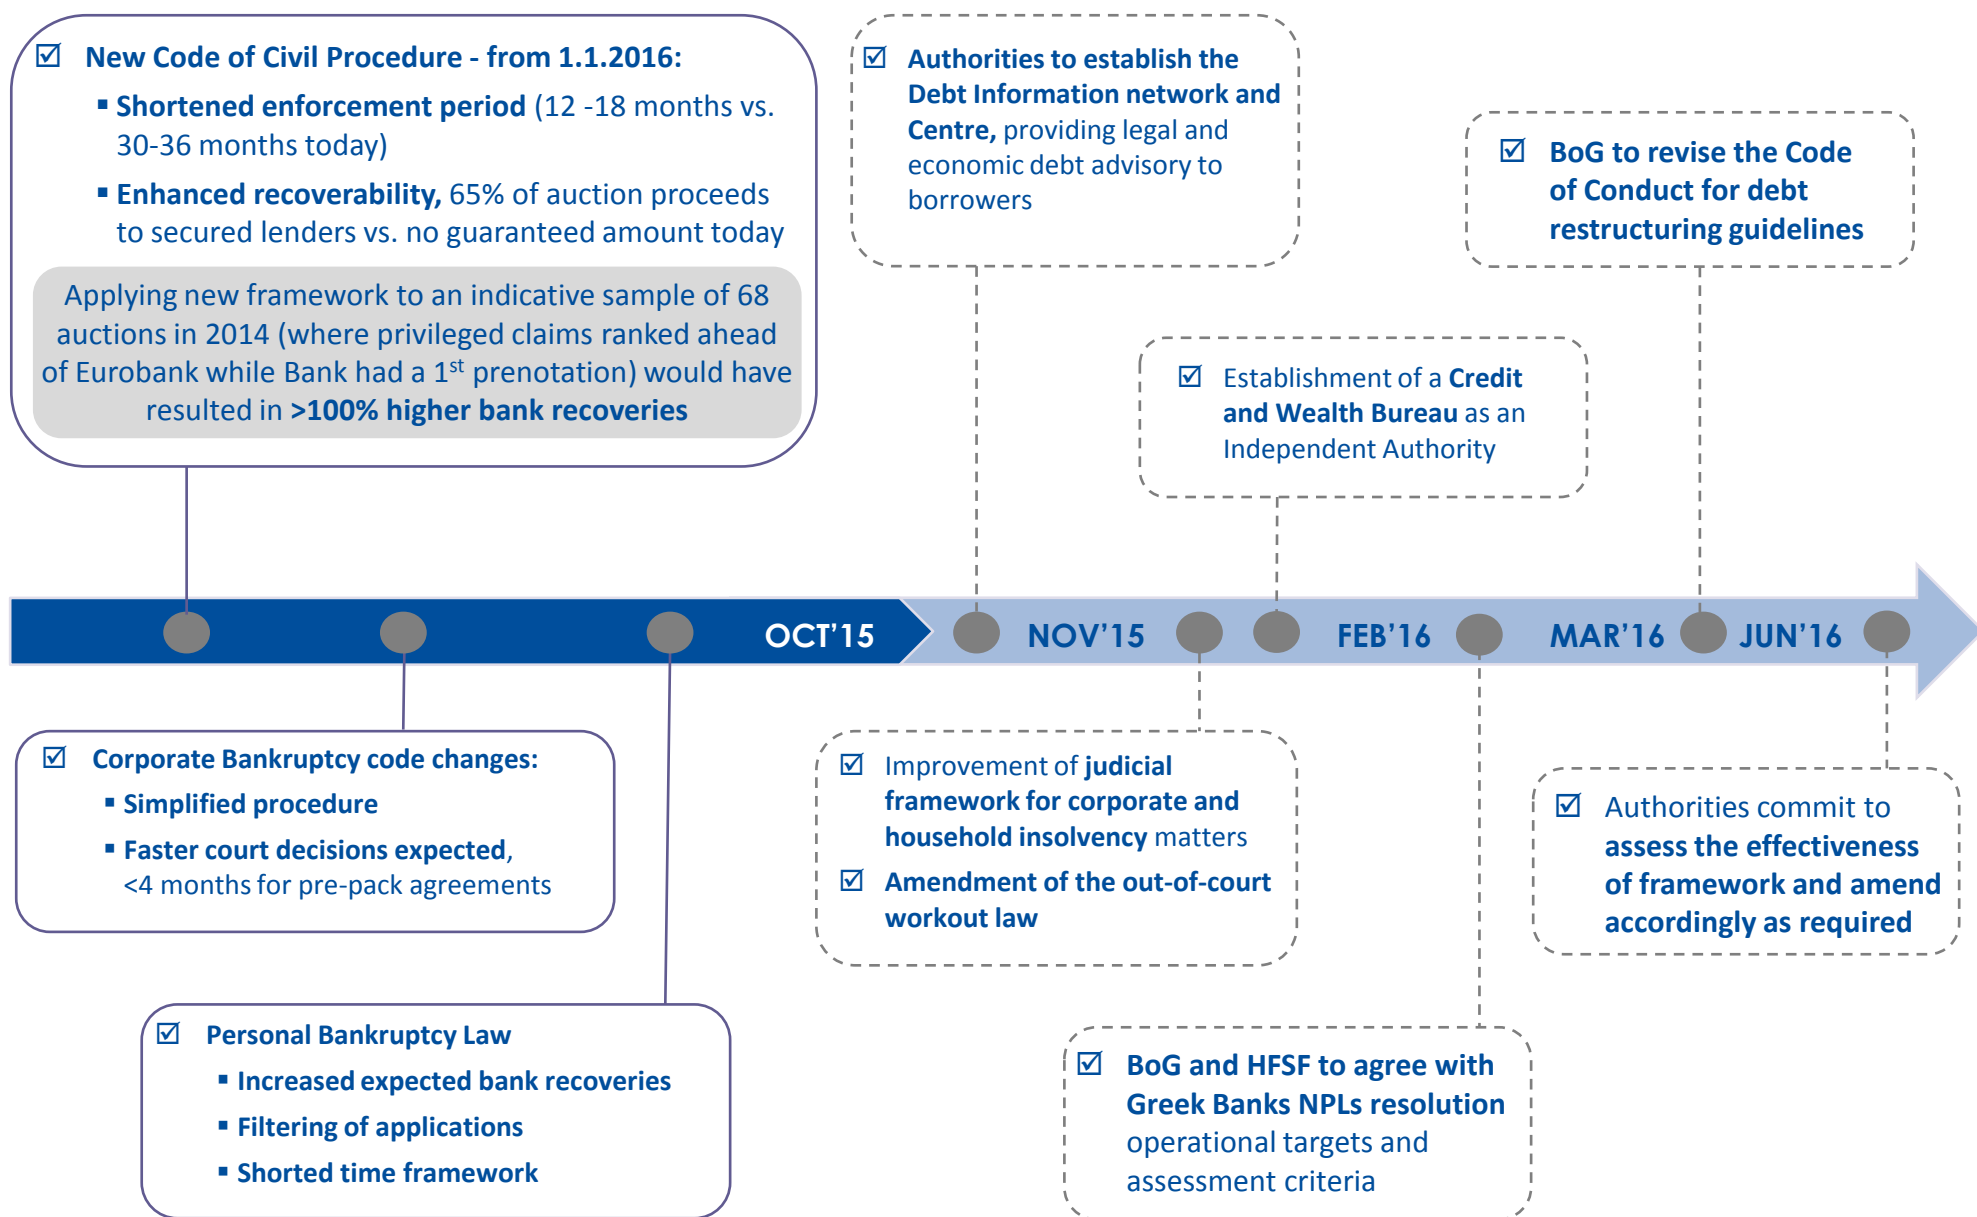 New Code of Civil Procedure - from 1.1.2016:
Shortened enforcement period (12 -18 months vs.
30-36 months today)
Enhanced recoverability, 65% of auction proceeds
to secured lenders vs. no guaranteed amount today
Applying new framework to an indicative sample of 68
auctions in 2014 (where privileged claims ranked ahead
of Eurobank while Bank had a 1st prenotation) would have
resulted in >100% higher bank recoveries
Authorities to establish the
Debt Information network and
Centre, providing legal and
economic debt advisory to
borrowers
BoG to revise the Code
of Conduct for debt
restructuring guidelines
Establishment of a Credit
and Wealth Bureau as an
Independent Authority
OCT'15 NOV'15 FEB'16 MAR'16 JUN'16
Corporate Bankruptcy code changes:
Simplified procedure
Faster court decisions expected,
<4 months for pre-pack agreements
Improvement of judicial
framework for corporate and
household insolvency matters
Amendment of the out-of-court
workout law
Authorities commit to
assess the effectiveness
of framework and amend
accordingly as required
Personal Bankruptcy Law
Increased expected bank recoveries
Filtering of applications
Shorted time framework
BoG and HFSF to agree with
Greek Banks NPLs resolution
operational targets and
assessment criteria